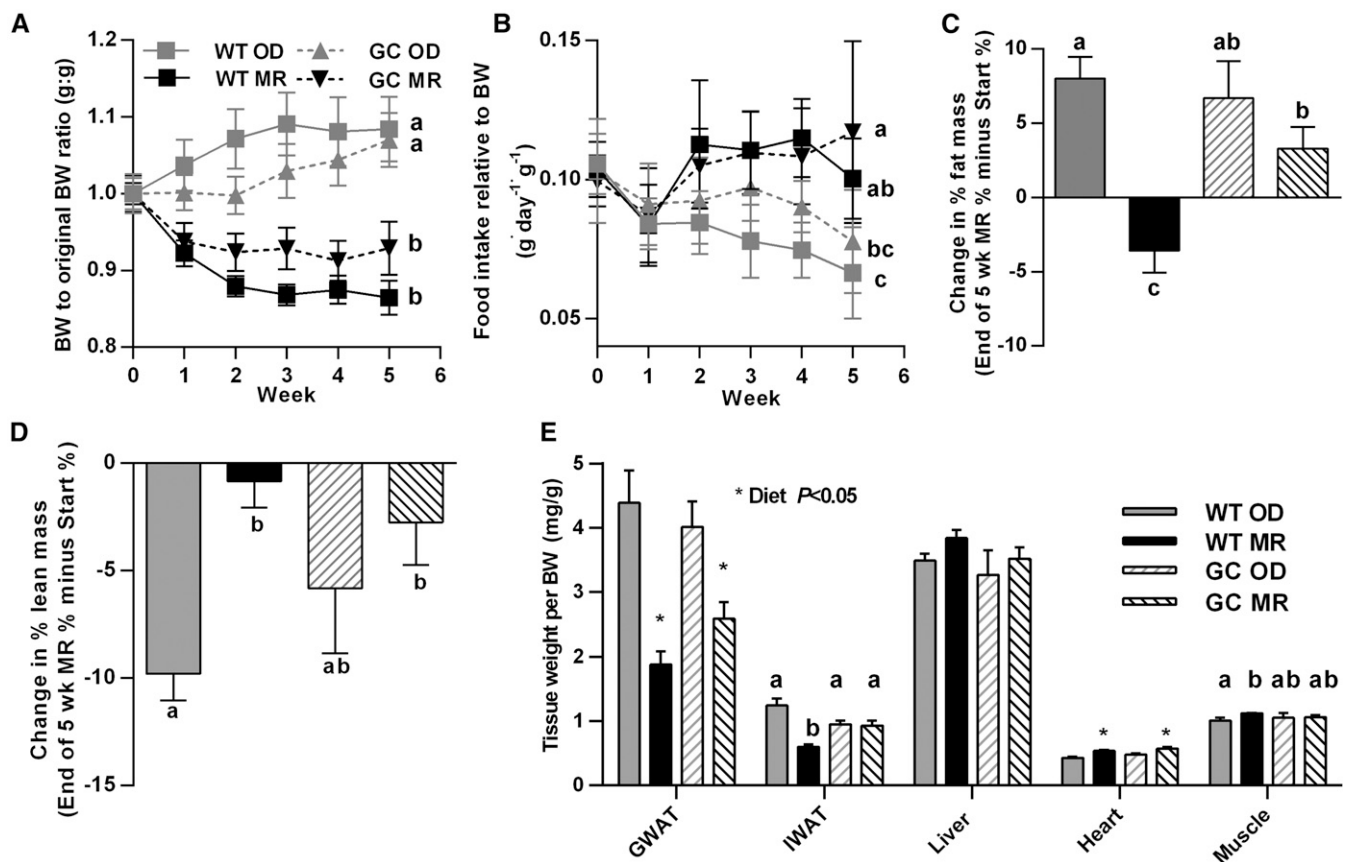 A
BW to original BW ratio (g:g)
1.2
1.1
1.0
0.9
0.8
WT OD
GC OD
WT MR
GC MR
a
a
b
b
0 1 2 3 4 5 6
Week
B
Food intake relative to BW
(g· day⁻¹· g⁻¹)
0.15
0.10
0.05
a
ab
bc
c
0 1 2 3 4 5 6
Week
C
Change in % fat mass
(End of 5 wk MR % minus Start %)
10
5
0
-5
-10
a
c
ab
b
D
Change in % lean mass
(End of 5 wk MR % minus Start %)
0
-5
-10
-15
a
b
ab
b
E
Tissue weight per BW (mg/g)
5
4
3
2
1
0
* Diet P<0.05
WT OD
WT MR
GC OD
GC MR
* *
a b a a
* *
a b ab ab
GWAT IWAT Liver Heart Muscle